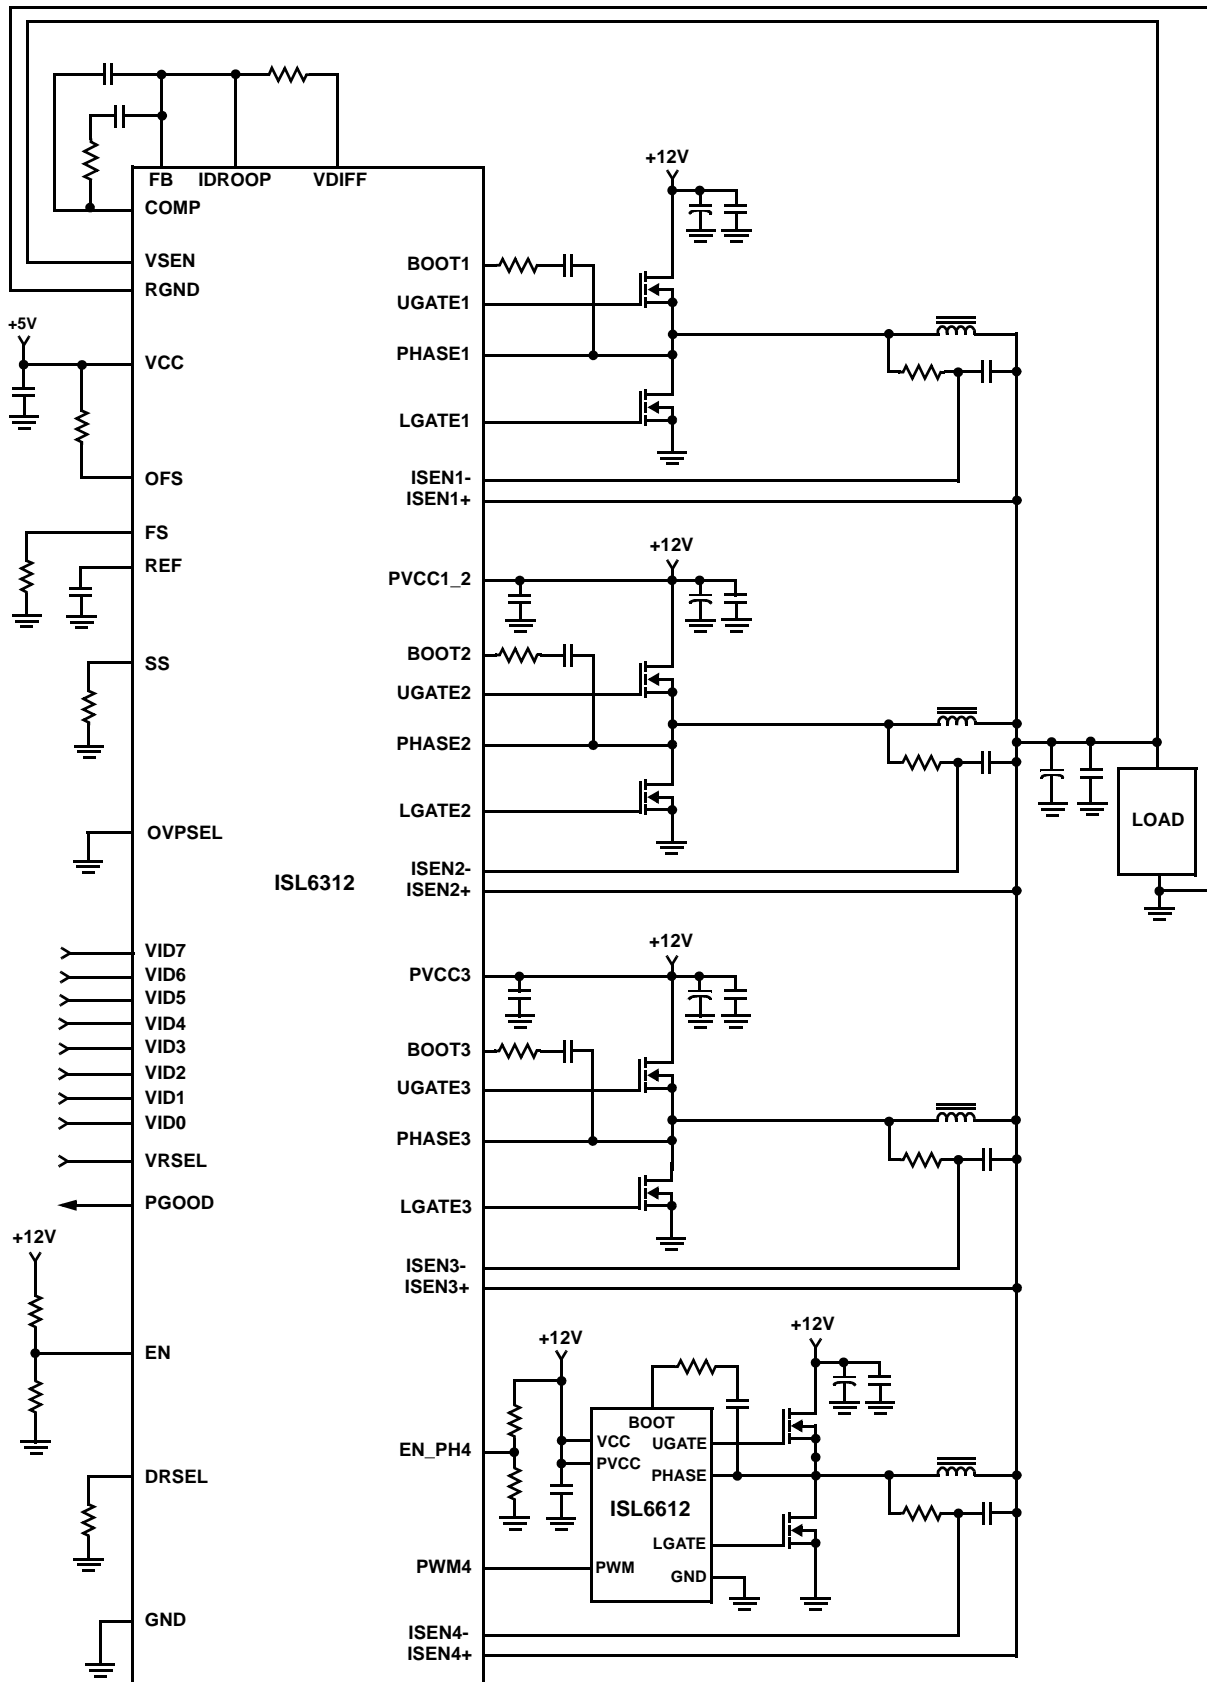 FB IDROOP VDIFF
COMP
VSEN
RGND
+5V
VCC
OFS
FS
REF
SS
OVPSEL
VID7
VID6
VID5
VID4
VID3
VID2
VID1
VID0
VRSEL
PGOOD
+12V
EN
DRSEL
GND
ISL6312
+12V
BOOT1
UGATE1
PHASE1
LGATE1
ISEN1-
ISEN1+
+12V
PVCC1_2
BOOT2
UGATE2
PHASE2
LGATE2
ISEN2-
ISEN2+
LOAD
+12V
PVCC3
BOOT3
UGATE3
PHASE3
LGATE3
ISEN3-
ISEN3+
+12V
+12V
EN_PH4
BOOT
VCC
UGATE
PVCC
PHASE
ISL6612
LGATE
PWM4
PWM
GND
ISEN4-
ISEN4+